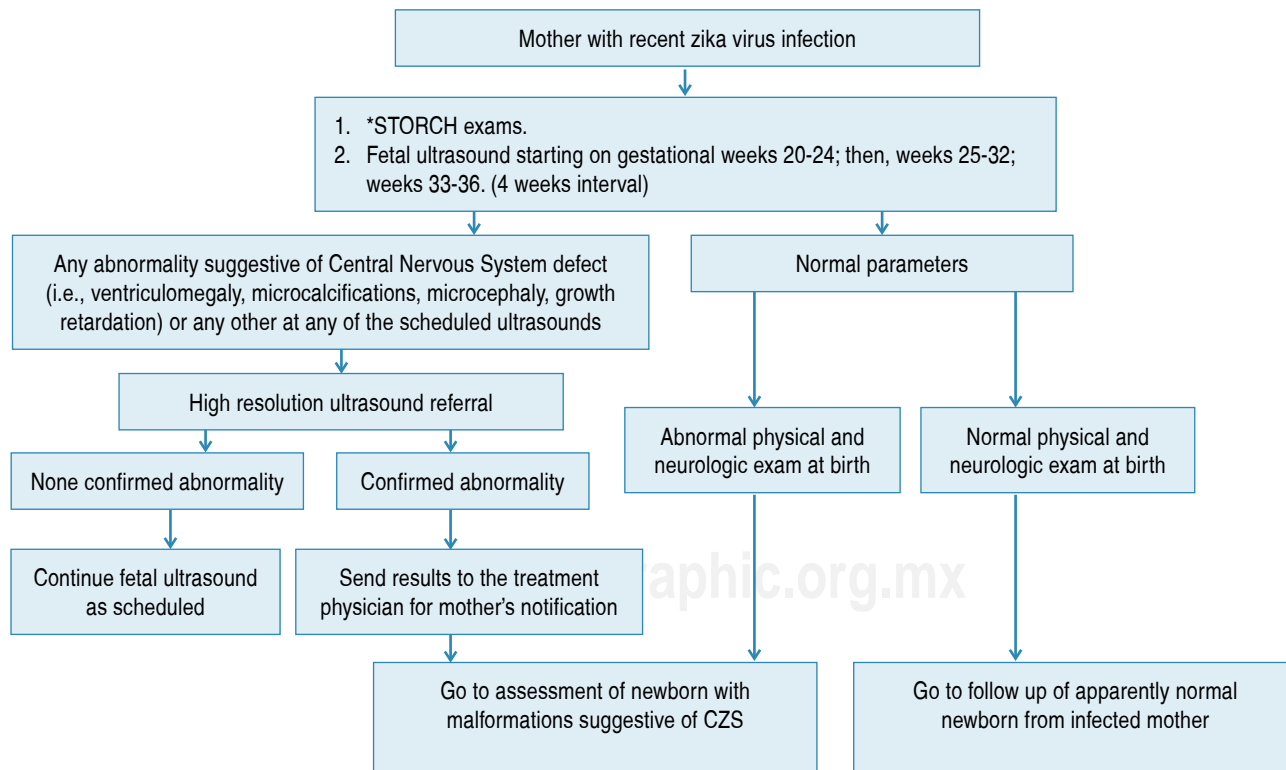 Mother with recent zika virus infection
1. *STORCH exams.
2. Fetal ultrasound starting on gestational weeks 20-24; then, weeks 25-32;
weeks 33-36. (4 weeks interval)
Any abnormality suggestive of Central Nervous System defect
(i.e., ventriculomegaly, microcalcifications, microcephaly, growth
retardation) or any other at any of the scheduled ultrasounds
Normal parameters
High resolution ultrasound referral
Abnormal physical and
neurologic exam at birth
Normal physical and
neurologic exam at birth
None confirmed abnormality
Confirmed abnormality
Continue fetal ultrasound
as scheduled
Send results to the treatment
physician for mother's notification
raphic.org.mx
Go to assessment of newborn with
malformations suggestive of CZS
Go to follow up of apparently normal
newborn from infected mother